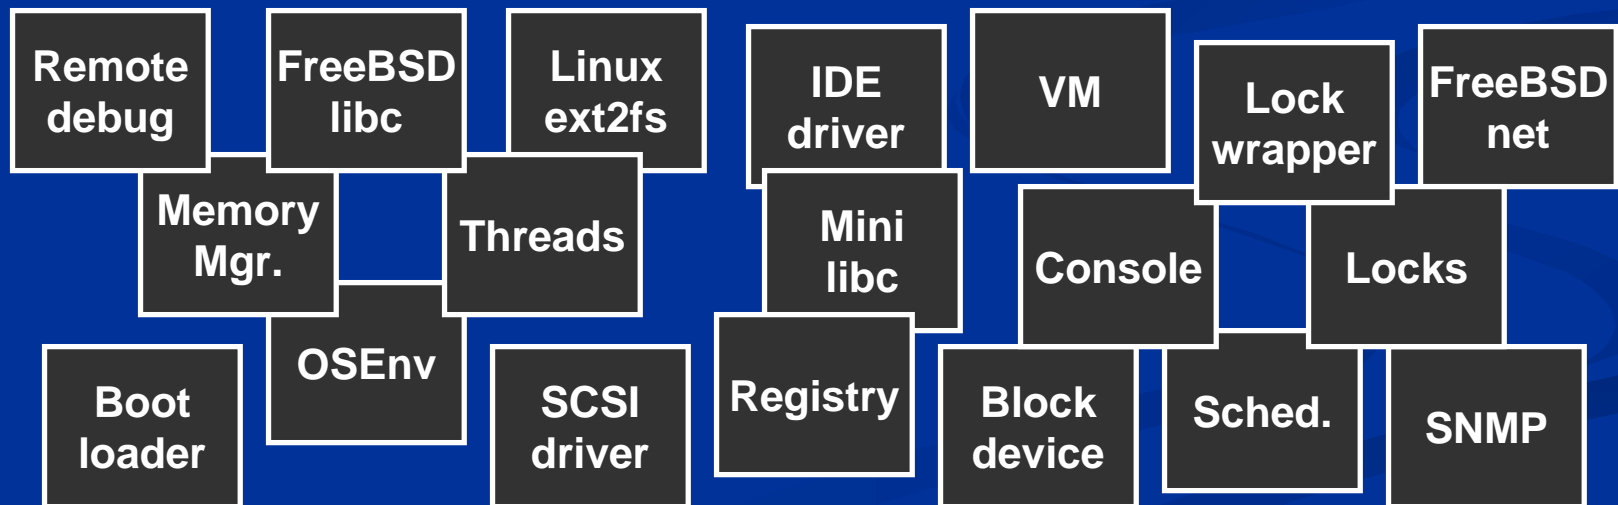 Remote
debug
FreeBSD
libc
Linux
ext2fs
IDE
driver
VM
Lock
wrapper
FreeBSD
net
Memory
Mgr.
Threads
Mini
libc
Console
Locks
OSEnv
Boot
loader
SCSI
driver
Registry
Block
device
Sched.
SNMP